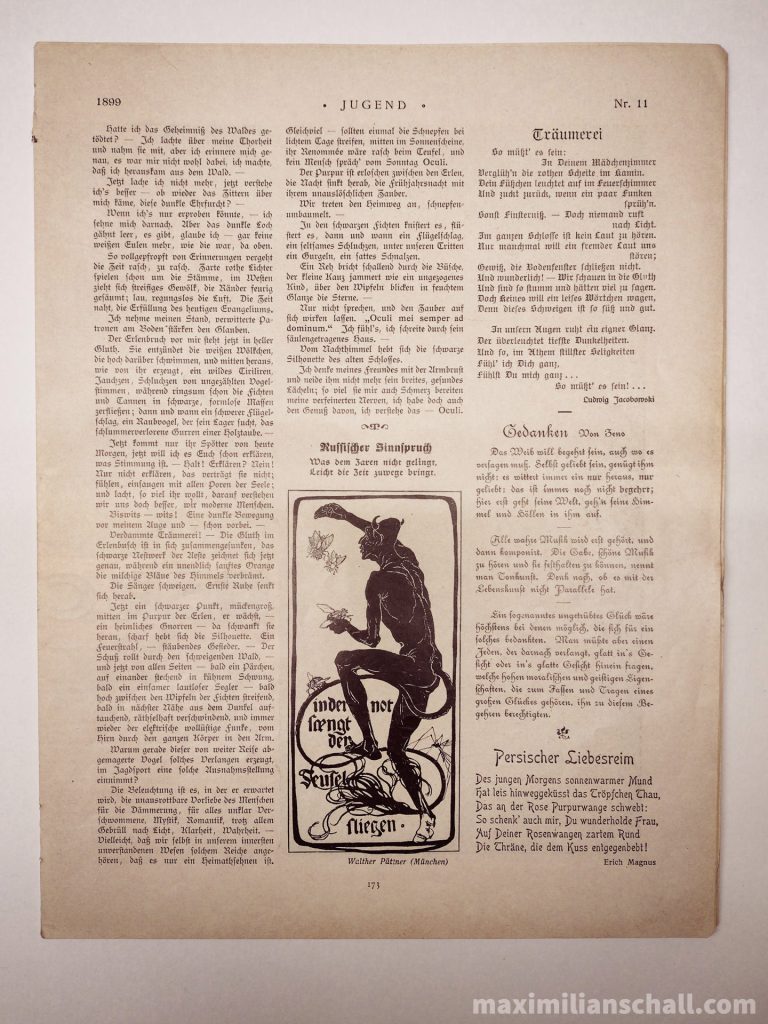 1899
· JUGEND ·
Nr. 11
Hatte ich das Geheimniß des Waldes ge-
tödtet? — Ich lachte über meine Thorheit
und nahm sie mit, aber ich erinnere mich ge-
nau, es war mir nicht wohl dabei, ich machte,
daß ich herauskam aus dem Wald. —
Jetzt lache ich nicht mehr, jetzt verstehe
ich's besser — ob wieder das Zittern über
mich käme, diese dunkle Ehrfurcht? —
Wenn ich's nur erproben könnte, — ich
sehne mich darnach. Aber das dunkle Loch
gähnt leer, es gibt, glaube ich — gar keine
weißen Eulen mehr, wie die war, da oben.
So vollgepfropft von Erinnerungen vergeht
die Zeit rasch, zu rasch. Zarte rothe Lichter
spielen schon um die Stämme, im Westen
zieht sich streifiges Gewölk, die Ränder feurig
gesäumt; lau, regungslos die Luft. Die Zeit
naht, die Erfüllung des heutigen Evangeliums.
Ich nehme meinen Stand, verwitterte Pa-
tronen am Boden stärken den Glauben.
Der Erlenbruch vor mir steht jetzt in heller
Gluth. Sie entzündet die weißen Wölkchen,
die hoch darüber schwimmen, und mitten heraus,
wie von ihr erzeugt, ein wildes Tiriliren,
Jauchzen, Schluchzen von ungezählten Vogel-
stimmen, während ringsum schon die Fichten
und Tannen in schwarze, formlose Massen
zerfließen; dann und wann ein schwerer Flügel-
schlag, ein Raubvogel, der sein Lager sucht, das
schlummerverlorene Gurren einer Holztaube. —
Jetzt kommt nur ihr Spötter von heute
Morgen, jetzt will ich es Euch schon erklären,
was Stimmung ist. — Halt! Erklären? Nein!
Nur nicht erklären, das verträgt sie nicht;
fühlen, einsaugen mit allen Poren der Seele;
und lacht, so viel ihr wollt, darauf verstehen
wir uns doch besser, wir moderne Menschen.
Biswits — wits! Eine dunkle Bewegung
vor meinem Auge und — schon vorbei. —
Verdammte Träumerei! — Die Gluth im
Erlenbusch ist in sich zusammengesunken, das
schwarze Netzwerk der Aeste zeichnet sich jetzt
genau, während ein unendlich sanftes Orange
die milchige Bläue des Himmels verbrämt.
Die Sänger schweigen. Ernste Ruhe senkt
sich herab.
Jetzt ein schwarzer Punkt, mückengroß,
mitten im Purpur der Erlen, er wächst, —
ein heimliches Gnorren — da schwankt sie
heran, scharf hebt sich die Silhouette. Ein
Feuerstrahl, — stäubendes Gefieder. — Der
Schuß rollt durch den schweigenden Wald, —
und jetzt von allen Seiten — bald ein Pärchen,
auf einander stechend in kühnem Schwung,
bald ein einsamer lautloser Segler — bald
hoch zwischen den Wipfeln der Fichten streifend,
bald in nächster Nähe aus dem Dunkel auf-
tauchend, räthselhaft verschwindend, und immer
wieder der elektrische wollüstige Funke, vom
Hirn durch den ganzen Körper in den Arm.
Warum gerade dieser von weiter Reise ab-
gemagerte Vogel solches Verlangen erzeugt,
im Jagdsport eine solche Ausnahmstellung
einnimmt?
Die Beleuchtung ist es, in der er erwartet
wird, die unausrottbare Vorliebe des Menschen
für die Dämmerung, für alles unklar Ver-
schwommene, Mystik, Romantik, trotz allem
Gebrüll nach Licht, Klarheit, Wahrheit. —
Vielleicht, daß wir selbst in unserem innersten
unverstandenen Wesen solchem Reiche ange-
hören, daß es nur ein Heimathsehnen ist.
Gleichviel — sollten einmal die Schnepfen bei
lichtem Tage streifen, mitten im Sonnenscheine,
ihr Renommée wäre rasch beim Teufel, und
kein Mensch spräch' vom Sonntag Oculi.
Der Purpur ist erloschen zwischen den Erlen,
die Nacht sinkt herab, die Frühjahrsnacht mit
ihrem unauslöschlichen Zauber.
Wir treten den Heimweg an, schnepfen-
umbaumelt. —
In den schwarzen Fichten knistert es, flü-
stert es, dann und wann ein Flügelschlag,
ein seltsames Schluchzen, unter unseren Tritten
ein Gurgeln, ein sattes Schmalzen.
Ein Reh bricht schallend durch die Büsche,
der kleine Kauz jammert wie ein ungezogenes
Kind, über den Wipfeln blicken in feuchtem
Glanze die Sterne. —
Nur nicht sprechen, und den Zauber auf
sich wirken lassen. „Oculi mei semper ad
dominum.“ Ich fühl's, ich schreite durch sein
säulengetragenes Haus. —
Vom Nachthimmel hebt sich die schwarze
Silhouette des alten Schlosses.
Ich denke meines Freundes mit der Armbrust
und neide ihm nicht mehr sein breites, gesundes
Lächeln; so viel sie mir auch Schmerz bereiten
meine verfeinerten Nerven, ich habe doch auch
den Genuß davon, ich verstehe das — Oculi.
Russischer Sinnspruch
Was dem Zaren nicht gelingt,
Leicht die Zeit zuwege bringt.
in der not
faengt
der
Teufel
fliegen ·
Walther Püttner (München)
Träumerei
So müßt' es sein:
In Deinem Mädchenzimmer
Verglüh'n die rothen Scheite im Kamin.
Dein Füßchen leuchtet auf im Feuerschimmer
Und zuckt zurück, wenn ein paar Funken
sprüh'n.
Sonst Finsterniß. — Doch niemand ruft
nach Licht.
Im ganzen Schlosse ist kein Laut zu hören.
Nur manchmal will ein fremder Laut uns
stören;
Gewiß, die Bodenfenster schließen nicht.
Und wunderlich! — Wir schauen in die Gluth
Und sind so stumm und hätten viel zu sagen.
Doch Keines will ein leises Wörtchen wagen,
Denn dieses Schweigen ist so süß und gut.
In unsern Augen ruht ein eigner Glanz.
Der überleuchtet tiefste Dunkelheiten.
Und so, im Athem stillster Seligkeiten
Fühl' ich Dich ganz,
Fühlst Du mich ganz . . .
So müßt' es sein! . . .
Ludwig Jacobowski
Gedanken Von Zeno
Das Weib will begehrt sein, auch wo es
versagen muß. Selbst geliebt sein, genügt ihm
nicht: es wittert immer ein nur heraus, nur
geliebt; das ist immer noch nicht begehrt;
hier erst geht seine Welt, geh'n seine Him-
mel und Höllen in ihm auf.
Alle wahre Musik wird erst gehört, und
dann komponirt. Die Gabe, schöne Musik
zu hören und sie festhalten zu können, nennt
man Tonkunst. Denk nach, ob es mit der
Lebenskunst nicht Parallele hat.
Ein sogenanntes ungetrübtes Glück wäre
höchstens bei denen möglich, die sich für ein
solches bedankten. Man müßte aber einen
Jeden, der darnach verlangt, glatt in's Ge-
sicht oder in's glatte Gesicht hinein fragen,
welche hohen moralischen und geistigen Eigen-
schaften, die zum Fassen und Tragen eines
großen Glückes gehören, ihn zu diesem Be-
gehren berechtigten.
Persischer Liebesreim
Des jungen Morgens sonnenwarmer Mund
Hat leis hinweggeküsst das Tröpfchen Thau,
Das an der Rose Purpurwange schwebt:
So schenk' auch mir, Du wunderholde Frau,
Auf Deiner Rosenwangen zartem Rund
Die Thräne, die dem Kuss entgegenbebt!
Erich Magnus
173
maximilianschall.com